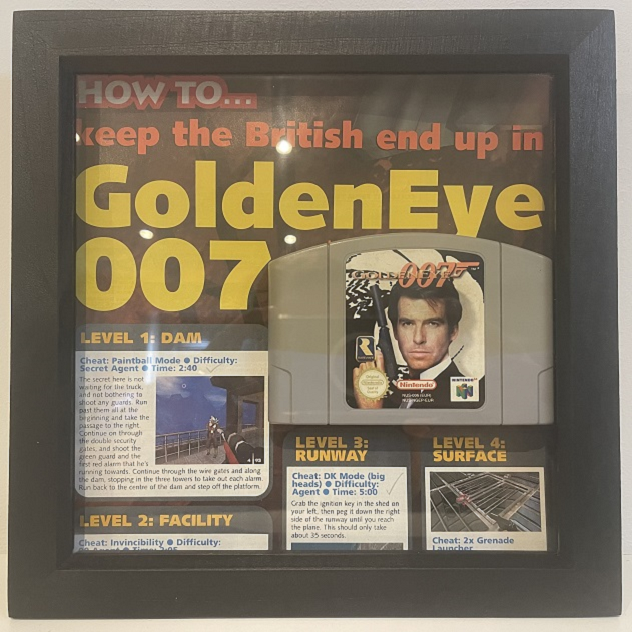 HOW TO...
keep the British end up in
GoldenEye
007
GOLDENEYE 007
Nintendo
NINTENDO 64
LEVEL 1: DAM
Cheat: Paintball Mode ● Difficulty:
Secret Agent ● Time: 2:40
The secret here is not
waiting for the truck,
and not bothering to
shoot any guards. Run
past them all at the
beginning and take the
passage to the right.
Continue on through
the double security
gates, and shoot the
green guard and the
first red alarm that he's
running towards. Continue through the wire gates and along
the dam, stopping in the three towers to take out each alarm.
Run back to the centre of the dam and step off the platform.
LEVEL 2: FACILITY
Cheat: Invincibility ● Difficulty:
Agent ● Time: 2:05
LEVEL 3:
RUNWAY
Cheat: DK Mode (big
heads) ● Difficulty:
Agent ● Time: 5:00
Grab the ignition key in the shed on
your left, then peg it down the right
side of the runway until you reach
the plane. This should only take
about 35 seconds.
LEVEL 4:
SURFACE
Cheat: 2x Grenade
Launcher